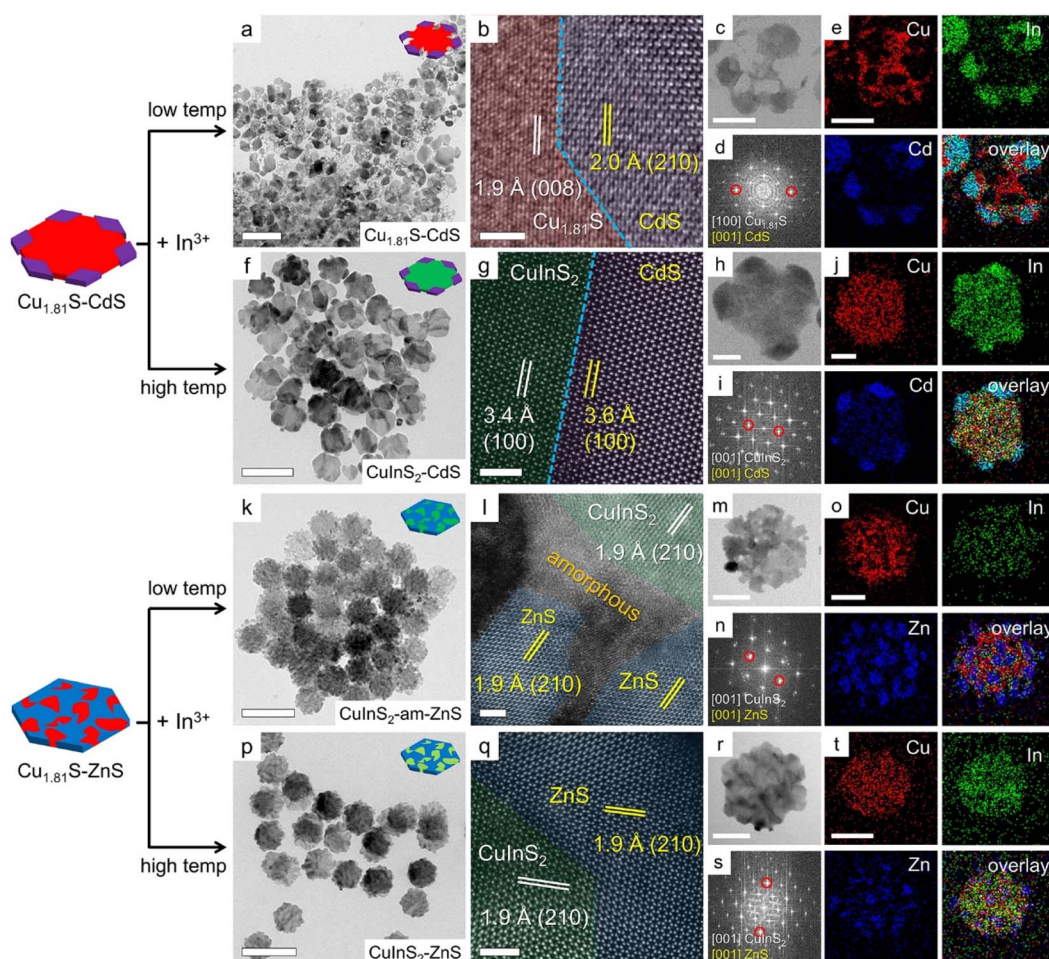 a
low temp
Cu1.81S-CdS
b
1.9 Å (008)
2.0 Å (210)
Cu1.81S
CdS
c
d
[100] Cu1.81S
[001] CdS
e
Cu
In
Cd
overlay
+ In3+
Cu1.81S-CdS
f
high temp
CuInS2-CdS
g
CuInS2
CdS
3.4 Å
(100)
3.6 Å
(100)
h
i
[001] CuInS2
[001] CdS
j
Cu
In
Cd
overlay
k
low temp
CuInS2-am-ZnS
l
CuInS2
1.9 Å (210)
amorphous
ZnS
1.9 Å (210)
ZnS
m
n
[001] CuInS2
[001] ZnS
o
Cu
In
Zn
overlay
+ In3+
Cu1.81S-ZnS
p
high temp
CuInS2-ZnS
q
ZnS
1.9 Å (210)
CuInS2
1.9 Å (210)
r
s
[001] CuInS2
[001] ZnS
t
Cu
In
Zn
overlay